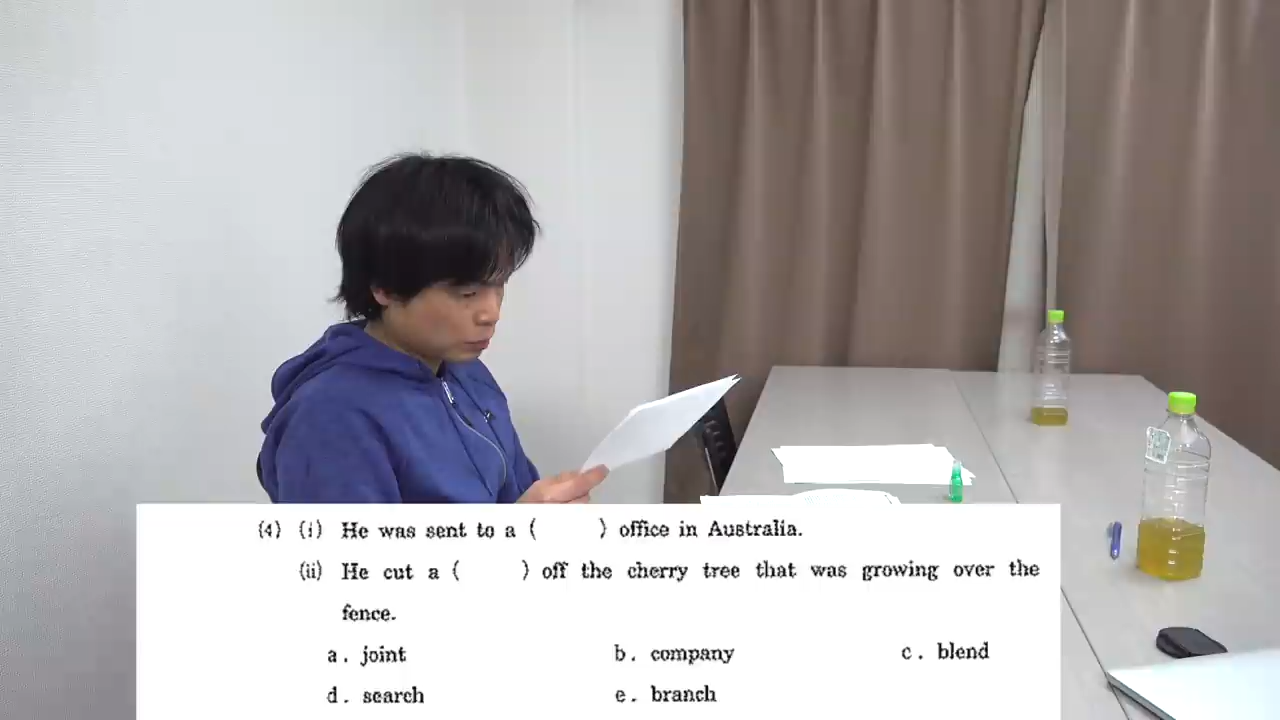 (4) (i) He was sent to a (　　) office in Australia.
(ii) He cut a (　　) off the cherry tree that was growing over the
fence.
a. joint b. company c. blend
d. search e. branch